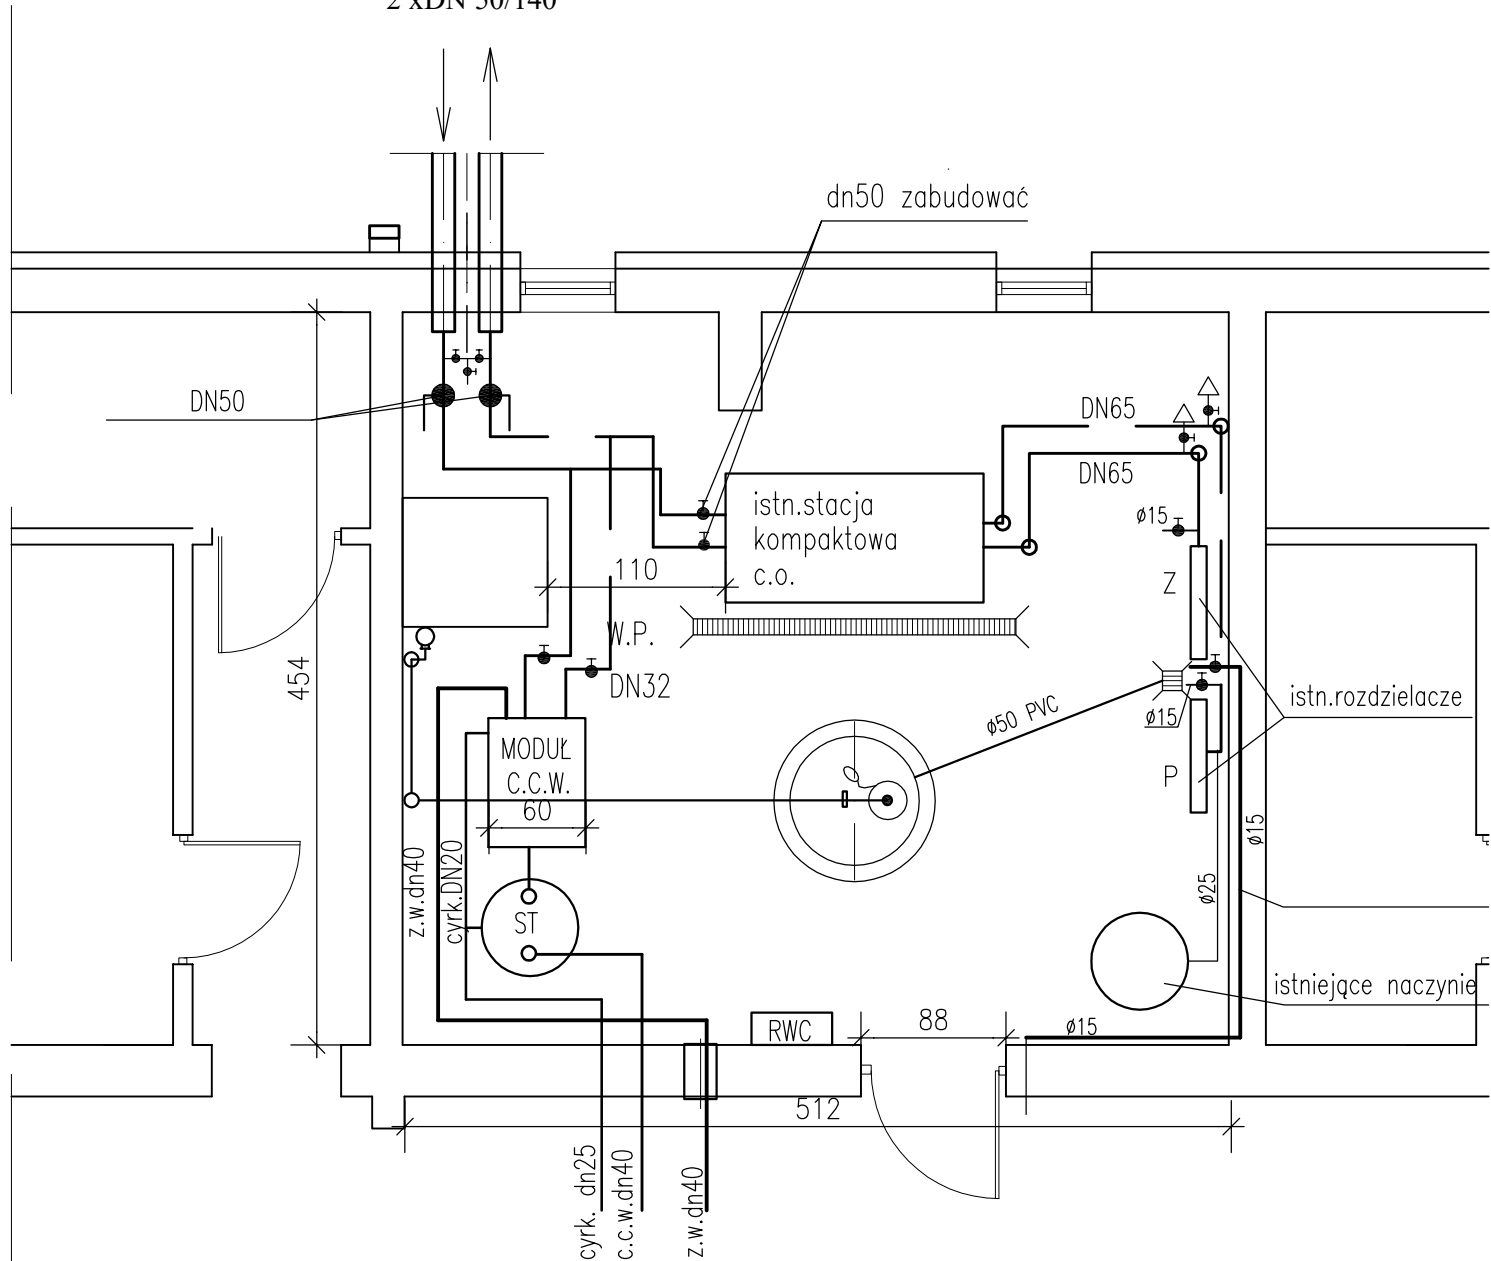 2 xDN 50/140
dn50 zabudować
DN50
DN65
DN65
istn.stacja
kompaktowa
c.o.
ø15
110
Z
W.P.
DN32
454
istn.rozdzielacze
ø50 PVC
ø15
MODUŁ
C.C.W.
60
P
ø15
z.w.dn40
cyrk.DN20
ø25
ST
istniejące naczynie
RWC
88
ø15
512
cyrk. dn25
c.c.w.dn40
z.w.dn40